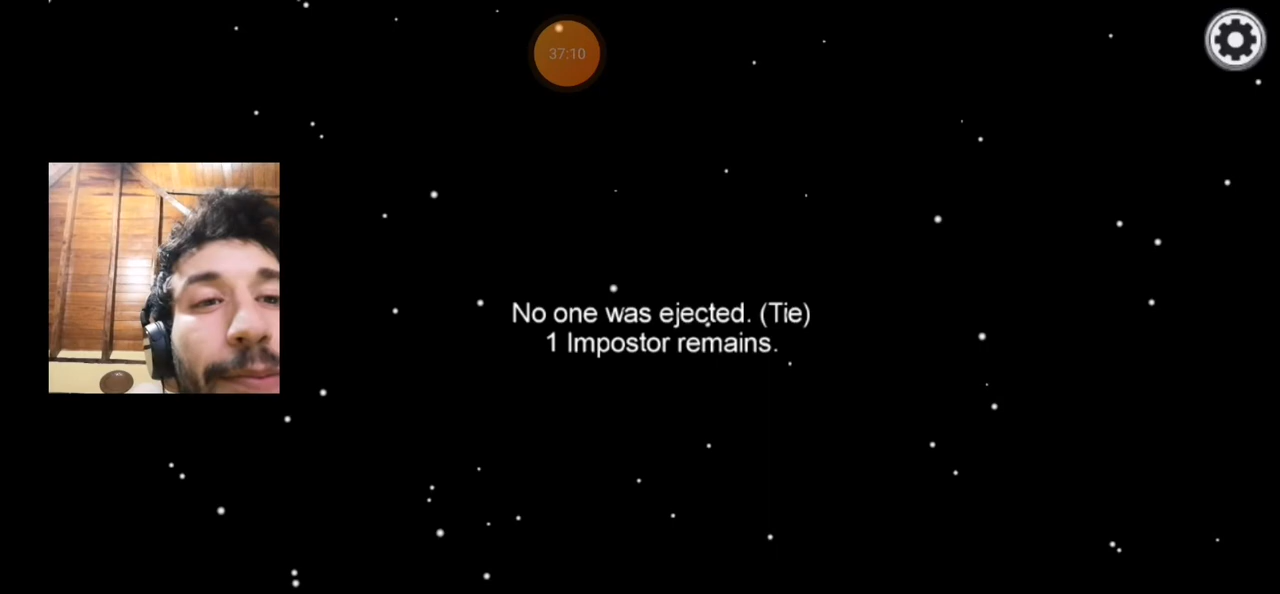 37:10
No one was ejected. (Tie)
1 Impostor remains.